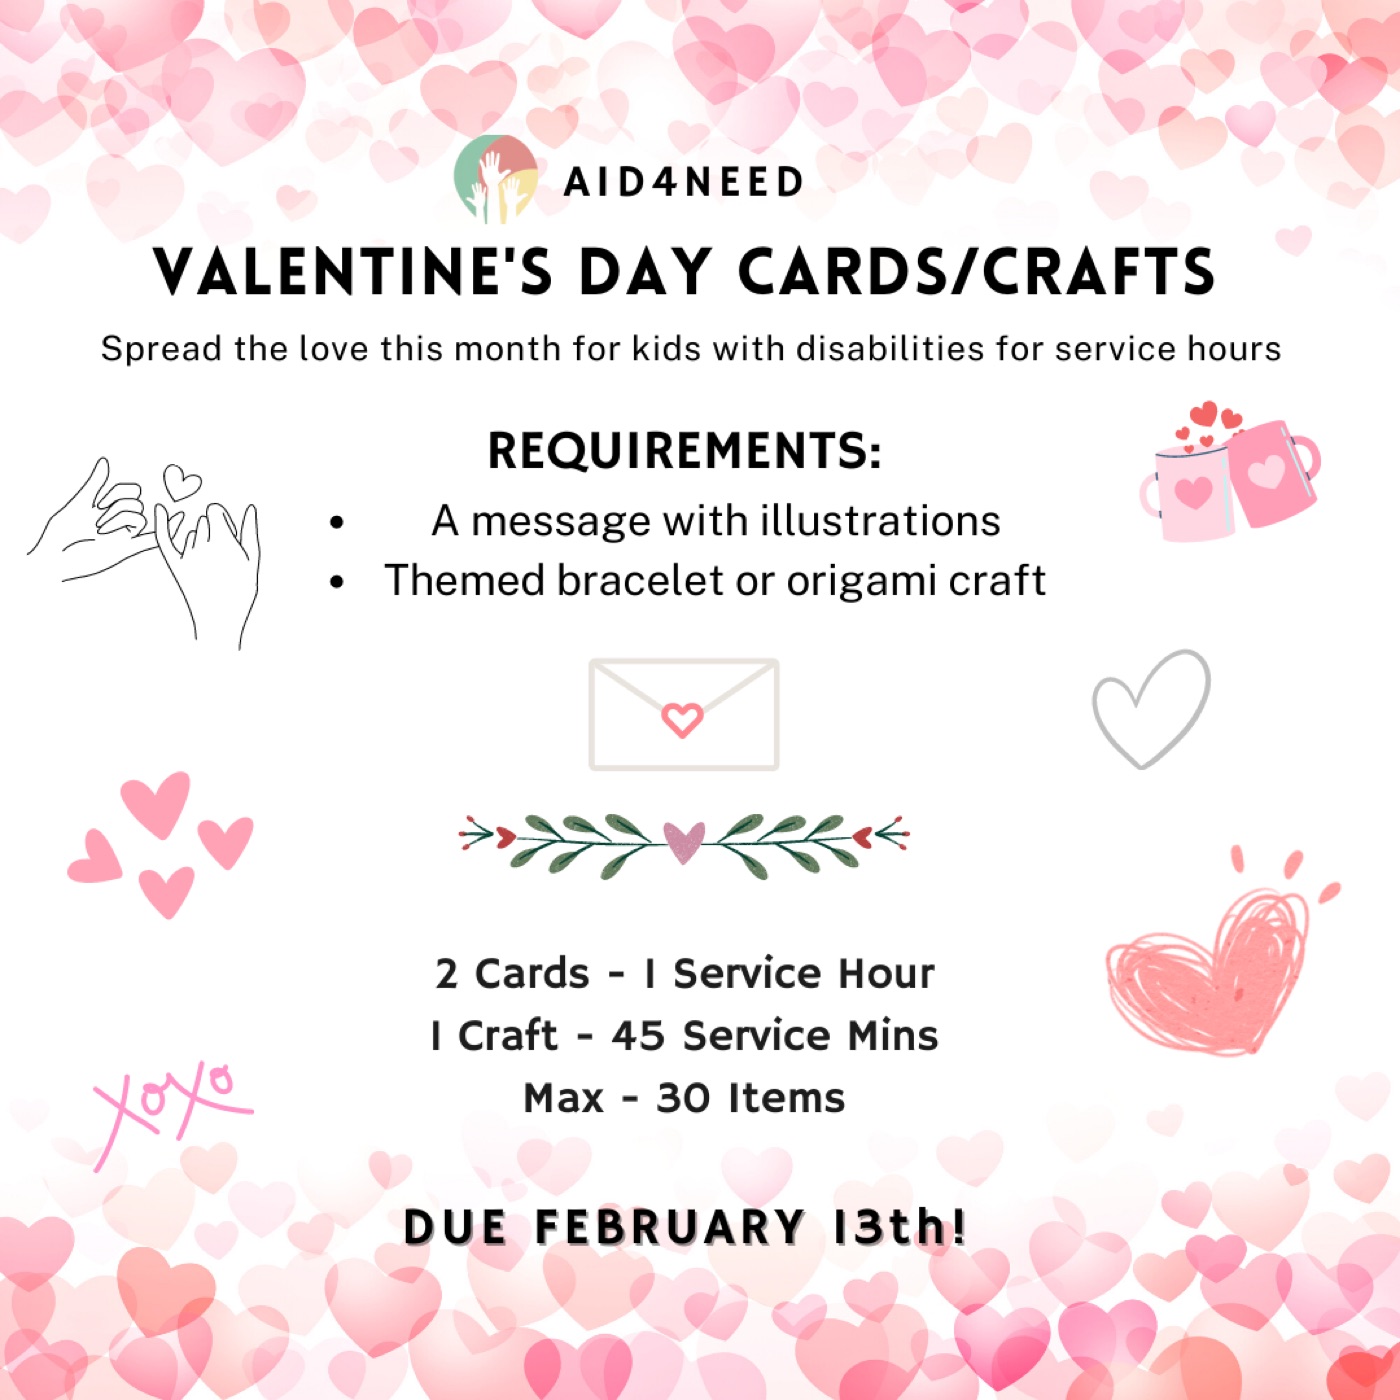 AID4NEED
VALENTINE'S DAY CARDS/CRAFTS
Spread the love this month for kids with disabilities for service hours
REQUIREMENTS:
• A message with illustrations
• Themed bracelet or origami craft
2 Cards - 1 Service Hour
1 Craft - 45 Service Mins
Max - 30 Items
xoxo
DUE FEBRUARY 13th!